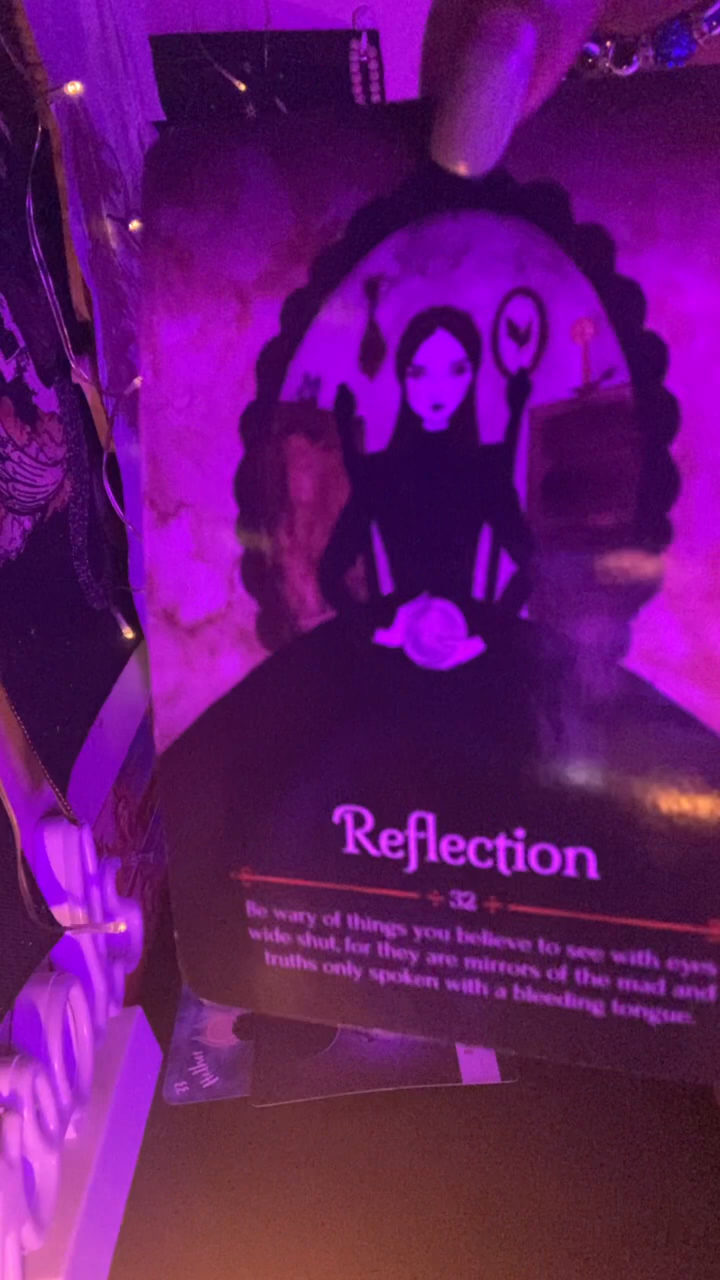 Reflection
32
Be wary of things you believe to see with eyes
wide shut, for they are mirrors of the mad and
truths only spoken with a bleeding tongue.
33